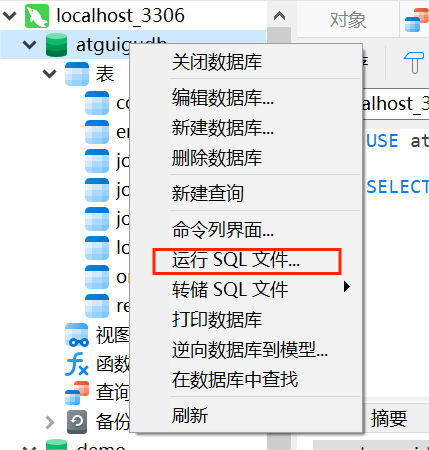 localhost_3306
对象
atguigudb
关闭数据库
表
编辑数据库...
co
alhost_3
新建数据库...
en
删除数据库
USE at
jo
新建查询
SELECT
jo
命令列界面...
jo
运行 SQL 文件...
lo
转储 SQL 文件
or
打印数据库
re
逆向数据库到模型...
视图
在数据库中查找
函数
查询
刷新
备份
摘要
demo